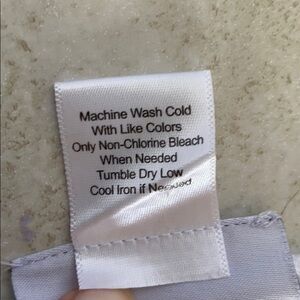 Machine Wash Cold
With Like Colors
Only Non-Chlorine Bleach
When Needed
Tumble Dry Low
Cool Iron if Needed